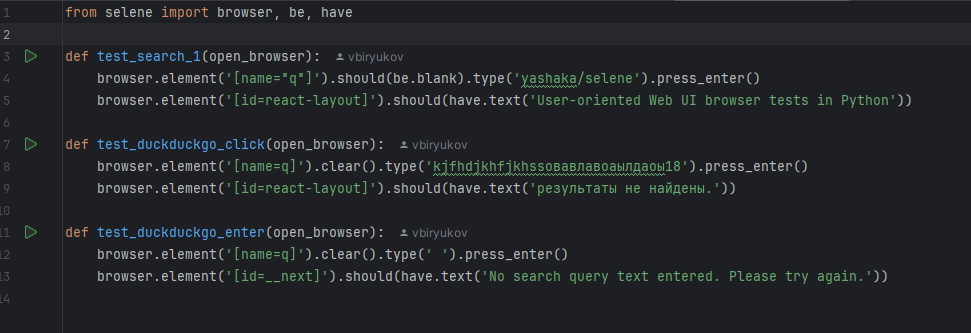 1 from selene import browser, be, have
2
3 def test_search_1(open_browser): vbiryukov
4 browser.element('[name="q"]').should(be.blank).type('yashaka/selene').press_enter()
5 browser.element('[id=react-layout]').should(have.text('User-oriented Web UI browser tests in Python'))
6
7 def test_duckduckgo_click(open_browser): vbiryukov
8 browser.element('[name=q]').clear().type('kjfhdjkhfjkhssовавлавоаылдаоы18').press_enter()
9 browser.element('[id=react-layout]').should(have.text('результаты не найдены.'))
10
11 def test_duckduckgo_enter(open_browser): vbiryukov
12 browser.element('[name=q]').clear().type(' ').press_enter()
13 browser.element('[id=__next]').should(have.text('No search query text entered. Please try again.'))
14